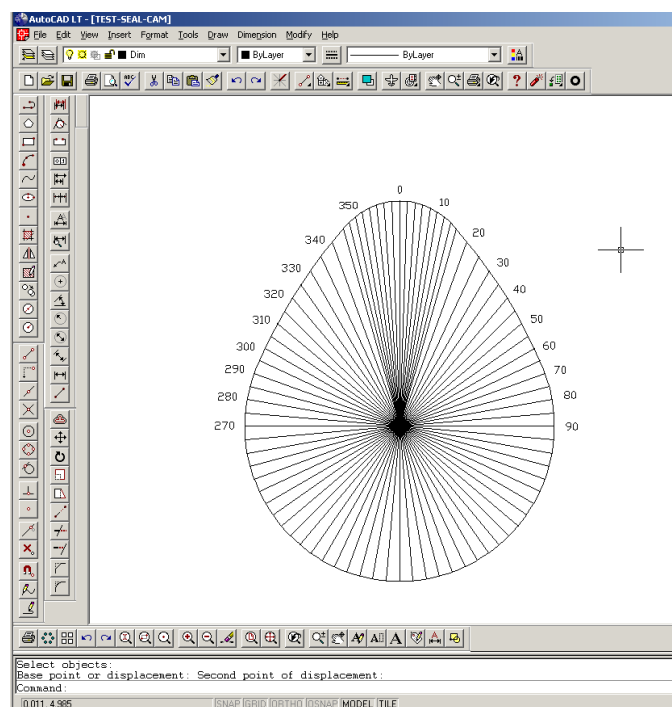 AutoCAD LT - [TEST-SEAL-CAM]
File Edit View Insert Format Tools Draw Dimension Modify Help
Dim ByLayer ByLayer
0
350 10
340 20
330 30
320 40
310 50
300 60
290 70
280 80
270 90
Select objects:
Base point or displacement: Second point of displacement:
Command:
0.011, 4.985 SNAP GRID ORTHO OSNAP MODEL TILE